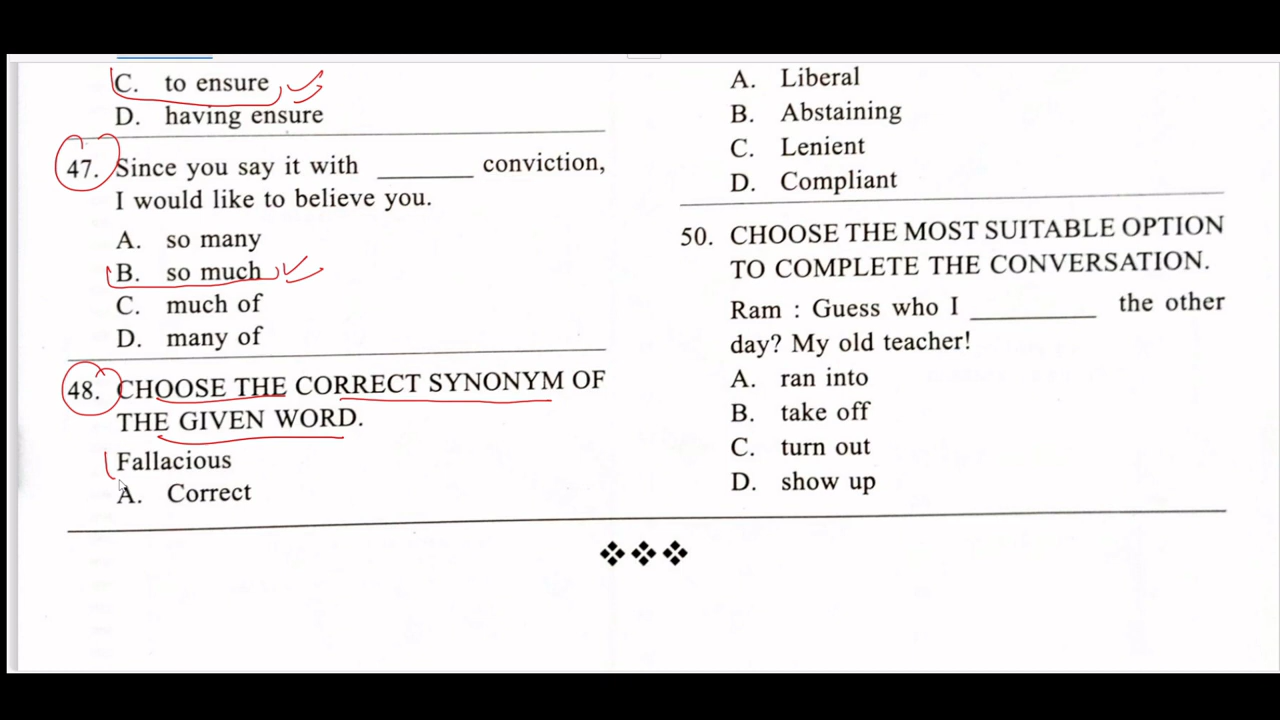 C. to ensure
D. having ensure
47. Since you say it with ________ conviction,
I would like to believe you.
A. so many
B. so much
C. much of
D. many of
48. CHOOSE THE CORRECT SYNONYM OF
THE GIVEN WORD.
Fallacious
A. Correct
A. Liberal
B. Abstaining
C. Lenient
D. Compliant
50. CHOOSE THE MOST SUITABLE OPTION
TO COMPLETE THE CONVERSATION.
Ram : Guess who I __________ the other
day? My old teacher!
A. ran into
B. take off
C. turn out
D. show up